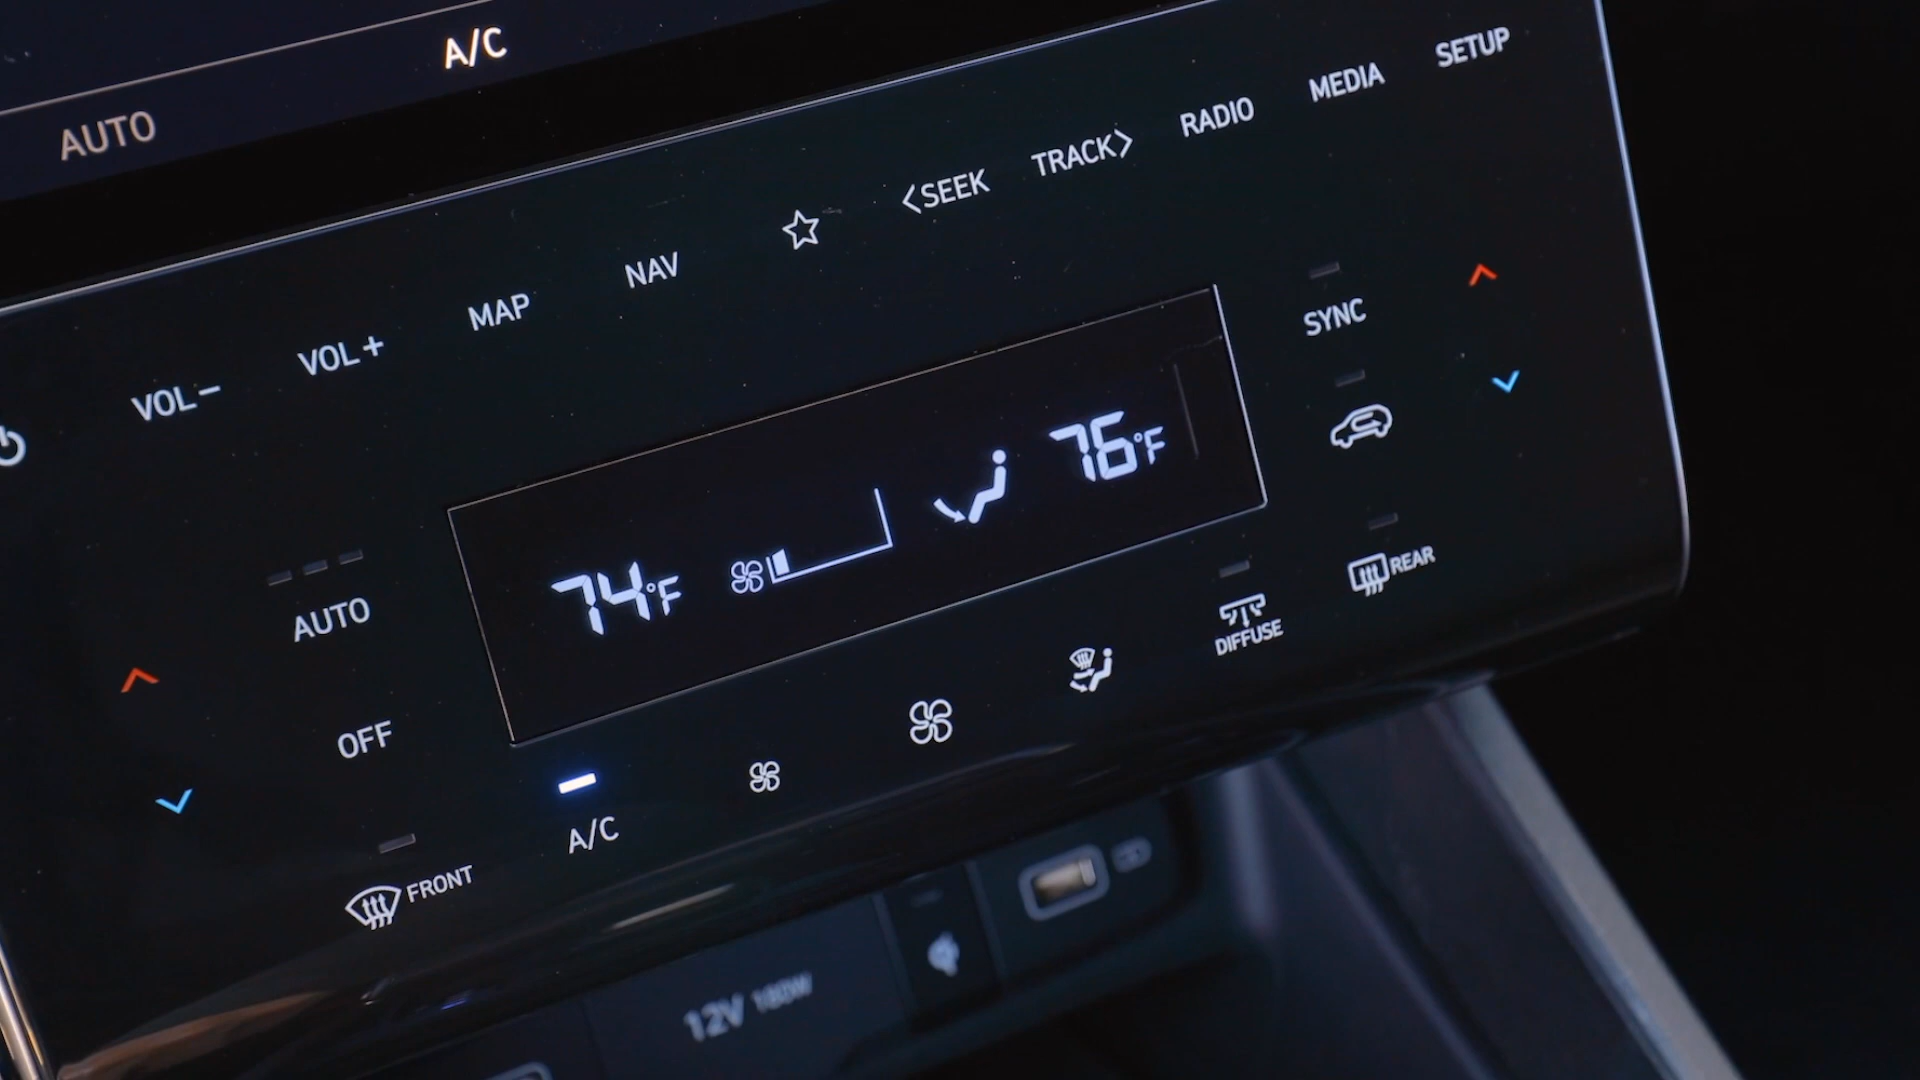 A/C
AUTO
VOL− VOL+ MAP NAV <SEEK TRACK> RADIO MEDIA SETUP
SYNC
74°F 76°F
AUTO
OFF
REAR
DIFFUSE
A/C
FRONT
12V 180W